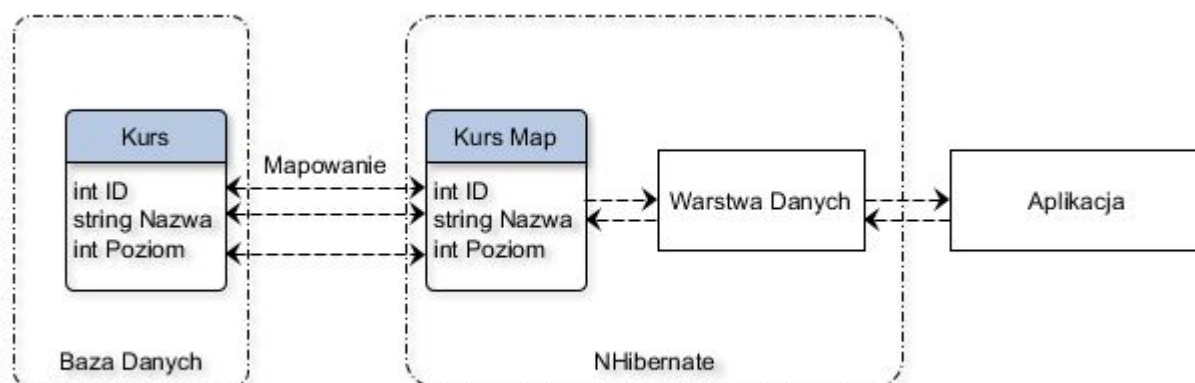 Kurs
int ID
string Nazwa
int Poziom
Baza Danych
Mapowanie
Kurs Map
int ID
string Nazwa
int Poziom
Warstwa Danych
NHibernate
Aplikacja